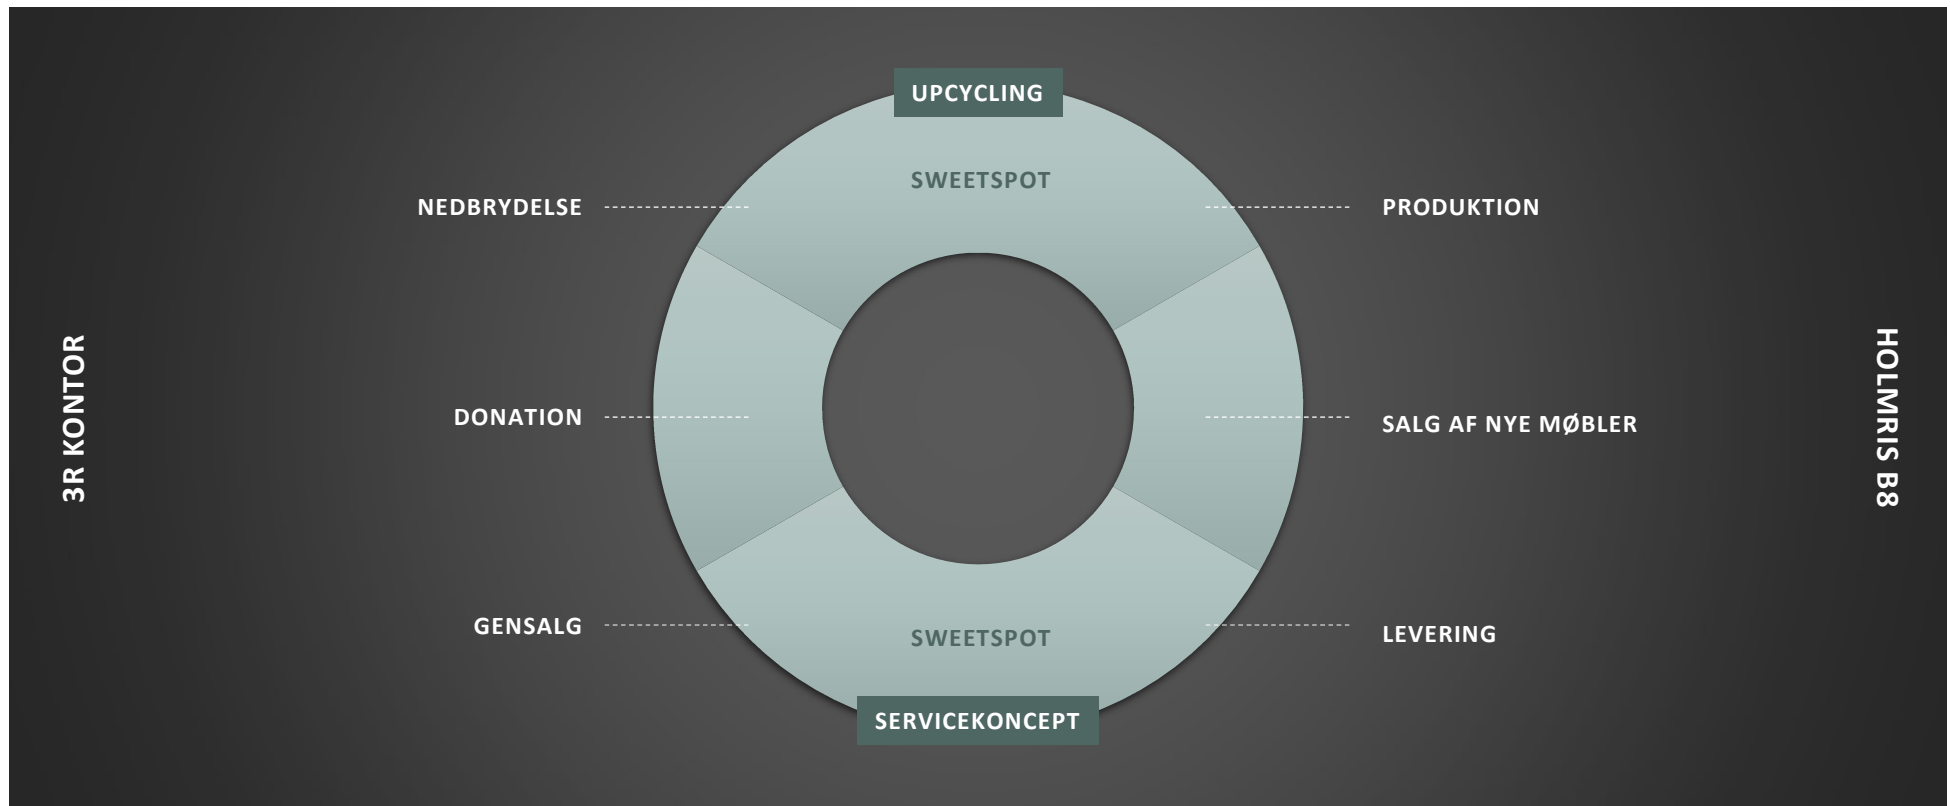 UPCYCLING
SWEETSPOT
NEDBRYDELSE
PRODUKTION
3R KONTOR
DONATION
SALG AF NYE MØBLER
HOLMRIS B8
GENSALG
LEVERING
SWEETSPOT
SERVICEKONCEPT